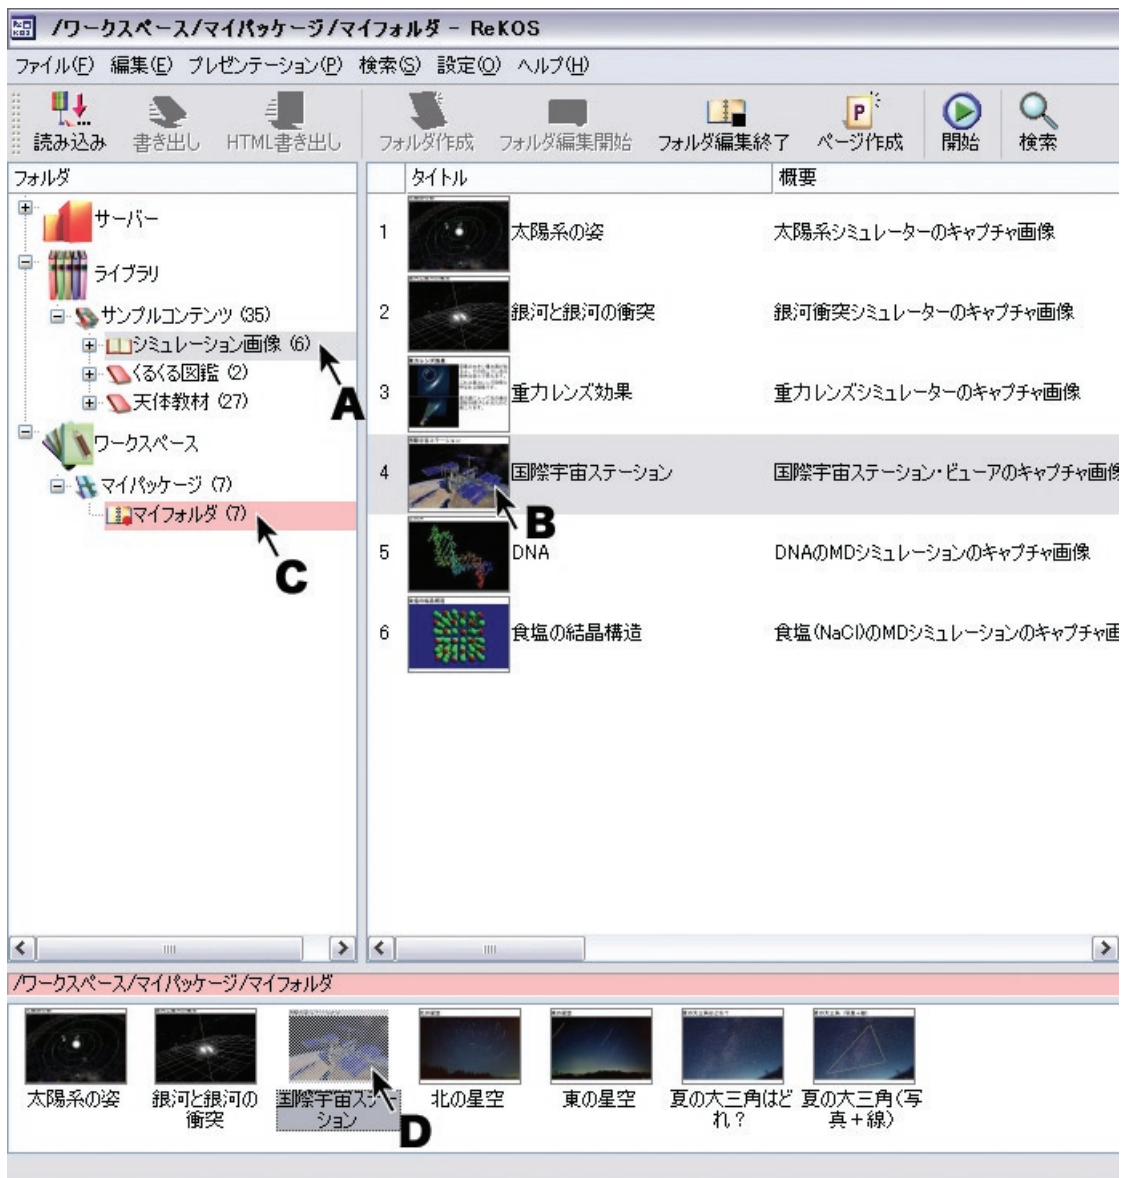 /ワークスペース/マイパッケージ/マイフォルダ - ReKOS
ファイル(F) 編集(E) プレゼンテーション(P) 検索(S) 設定(O) ヘルプ(H)
読み込み 書き出し HTML書き出し フォルダ作成 フォルダ編集開始 フォルダ編集終了 ページ作成 開始 検索
フォルダ
サーバー
ライブラリ
サンプルコンテンツ (35)
シミュレーション画像 (6)
くるくる図鑑 (2)
天体教材 (27)
ワークスペース
マイパッケージ (7)
マイフォルダ (7)
A
C
タイトル 概要
1 太陽系の姿 太陽系シミュレーターのキャプチャ画像
2 銀河と銀河の衝突 銀河衝突シミュレーターのキャプチャ画像
3 重力レンズ効果 重力レンズシミュレーターのキャプチャ画像
4 国際宇宙ステーション 国際宇宙ステーション・ビューアのキャプチャ画像
B
5 DNA DNAのMDシミュレーションのキャプチャ画像
6 食塩の結晶構造 食塩(NaCl)のMDシミュレーションのキャプチャ画
/ワークスペース/マイパッケージ/マイフォルダ
太陽系の姿
銀河と銀河の
衝突
国際宇宙ステー
ション
D
北の星空
東の星空
夏の大三角はど
れ？
夏の大三角(写
真+線)